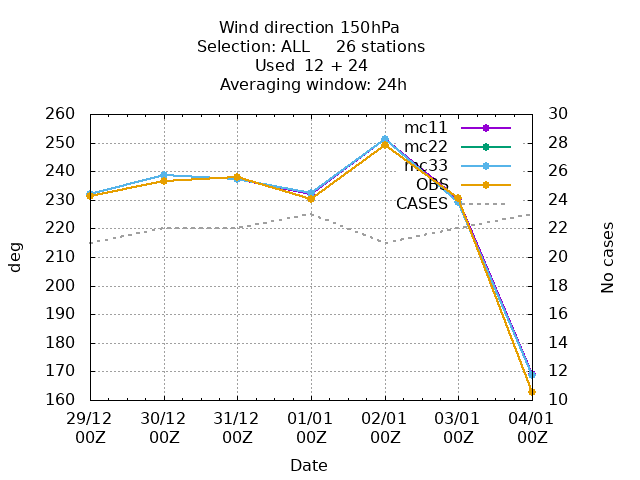 Wind direction 150hPa
Selection: ALL 26 stations
Used 12 + 24
Averaging window: 24h
260 30
250 28
240 26
230 24
220 22
210 20
200 18
190 16
180 14
170 12
160 10
mc11
mc22
mc33
OBS
CASES
deg
No cases
29/12 30/12 31/12 01/01 02/01 03/01 04/01
00Z 00Z 00Z 00Z 00Z 00Z 00Z
Date